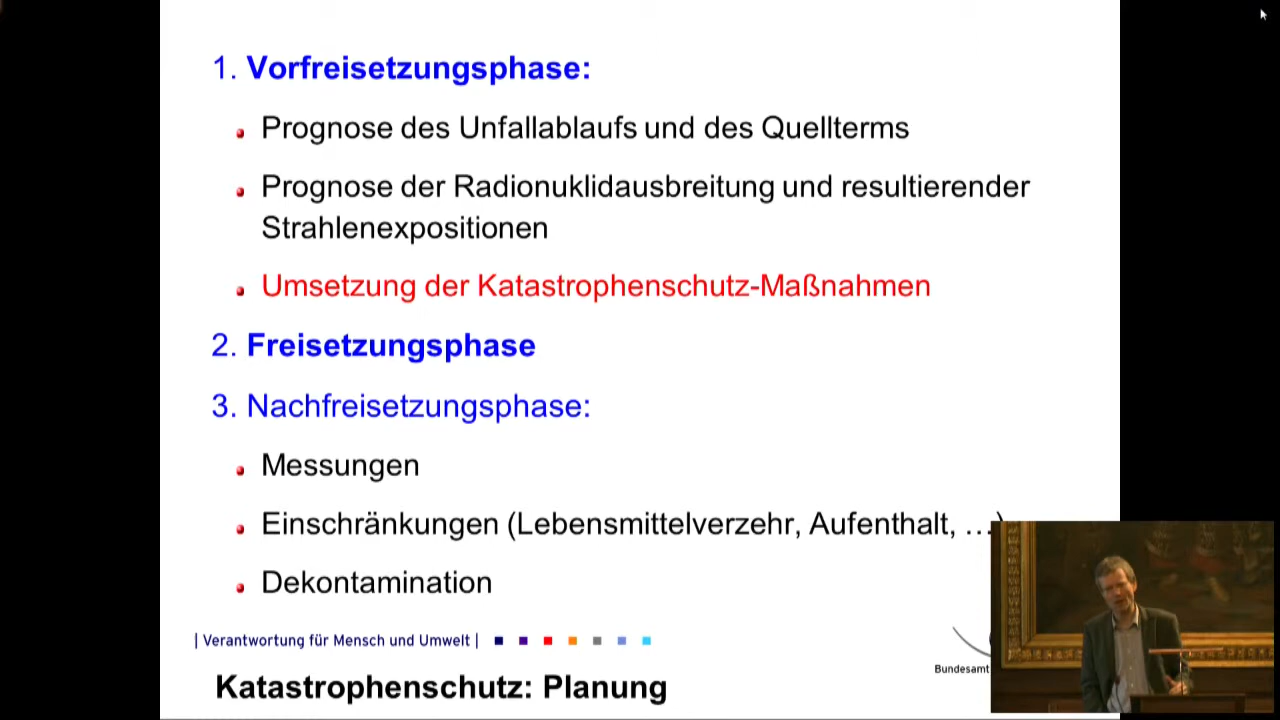 1. Vorfreisetzungsphase:
Prognose des Unfallablaufs und des Quellterms
Prognose der Radionuklidausbreitung und resultierender
Strahlenexpositionen
Umsetzung der Katastrophenschutz-Maßnahmen
2. Freisetzungsphase
3. Nachfreisetzungsphase:
Messungen
Einschränkungen (Lebensmittelverzehr, Aufenthalt, …)
Dekontamination
| Verantwortung für Mensch und Umwelt |
Bundesamt
Katastrophenschutz: Planung